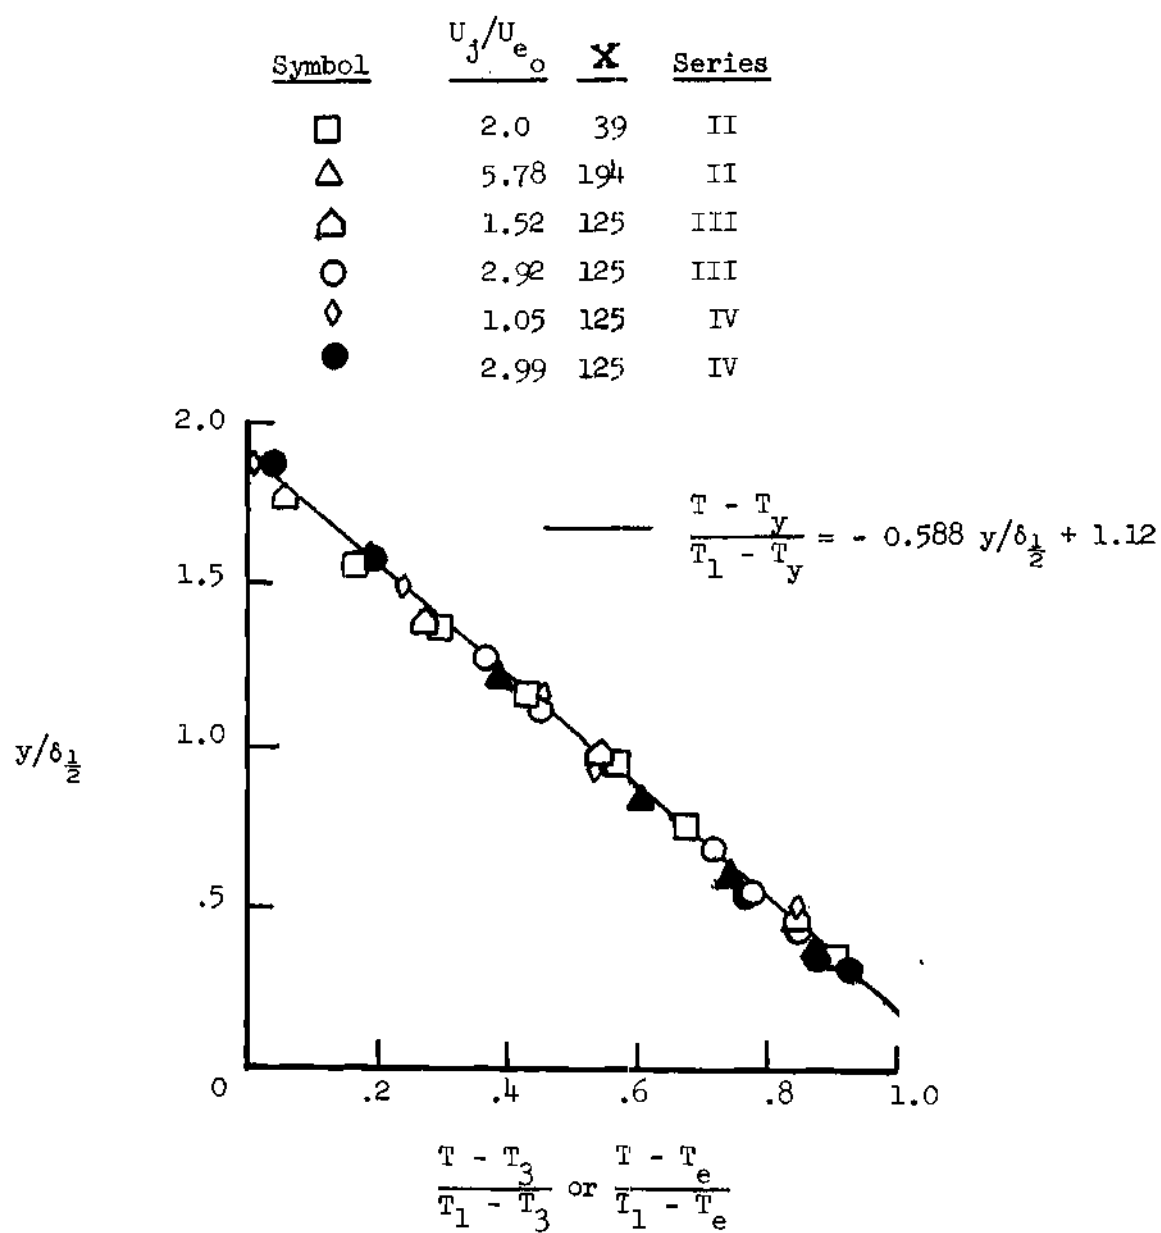 Symbol U_j/U_e_o X Series
2.0 39 II
5.78 194 II
1.52 125 III
2.92 125 III
1.05 125 IV
2.99 125 IV
2.0
1.5
1.0
.5
0 .2 .4 .6 .8 1.0
y/δ_1/2
T - T_y
T_1 - T_y
= - 0.588 y/δ_1/2 + 1.12
T - T_3
T_1 - T_3
or
T - T_e
T_1 - T_e